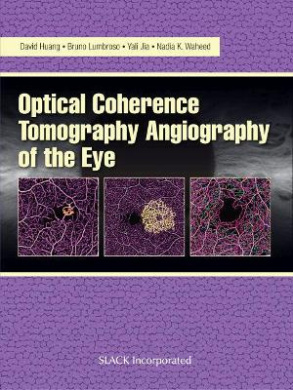 David Huang • Bruno Lumbroso • Yali Jia • Nadia K. Waheed
Optical Coherence
Tomography Angiography
of the Eye
SLACK Incorporated